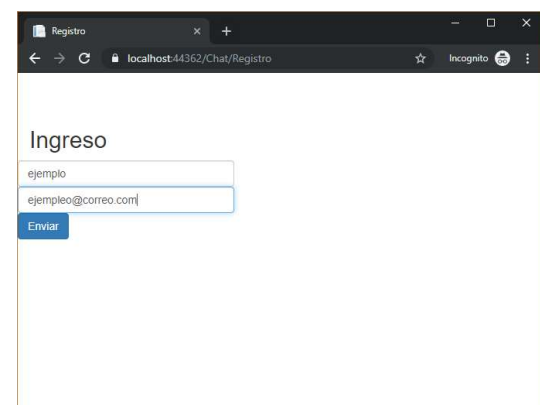 Registro
localhost:44362/Chat/Registro
Incognito
Ingreso
ejemplo
ejempleo@correo.com
Enviar